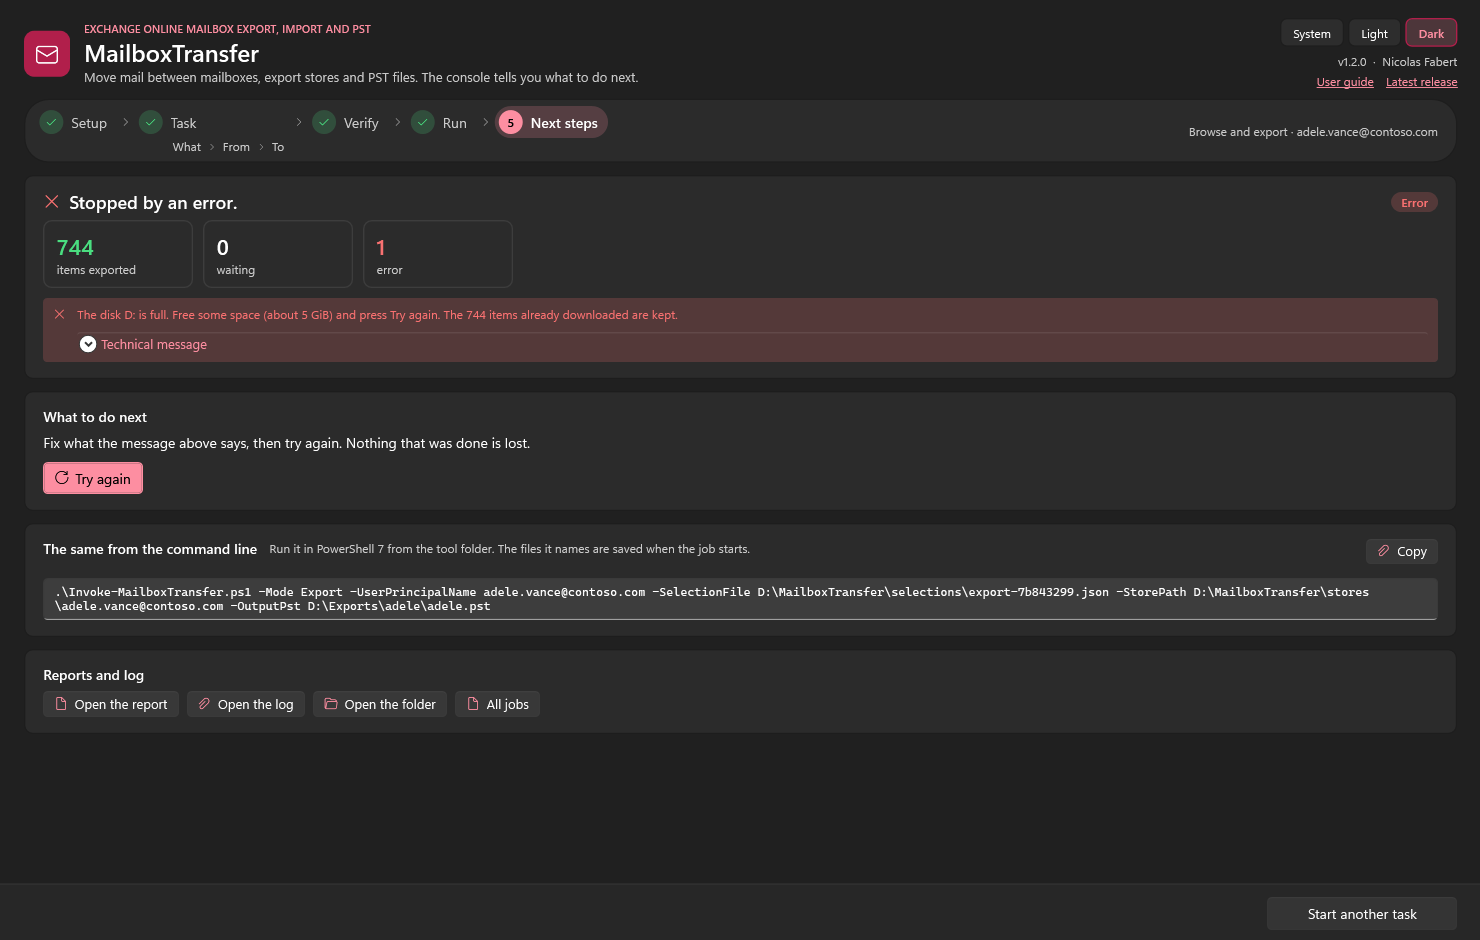 EXCHANGE ONLINE MAILBOX EXPORT, IMPORT AND PST
MailboxTransfer
Move mail between mailboxes, export stores and PST files. The console tells you what to do next.
System
Light
Dark
v1.2.0 · Nicolas Fabert
User guide
Latest release
Setup
Task
Verify
Run
5
Next steps
What
From
To
Browse and export · adele.vance@contoso.com
Stopped by an error.
Error
744
items exported
0
waiting
1
error
The disk D: is full. Free some space (about 5 GiB) and press Try again. The 744 items already downloaded are kept.
Technical message
What to do next
Fix what the message above says, then try again. Nothing that was done is lost.
Try again
The same from the command line
Run it in PowerShell 7 from the tool folder. The files it names are saved when the job starts.
Copy
.\Invoke-MailboxTransfer.ps1 -Mode Export -UserPrincipalName adele.vance@contoso.com -SelectionFile D:\MailboxTransfer\selections\export-7b843299.json -StorePath D:\MailboxTransfer\stores
\adele.vance@contoso.com -OutputPst D:\Exports\adele\adele.pst
Reports and log
Open the report
Open the log
Open the folder
All jobs
Start another task